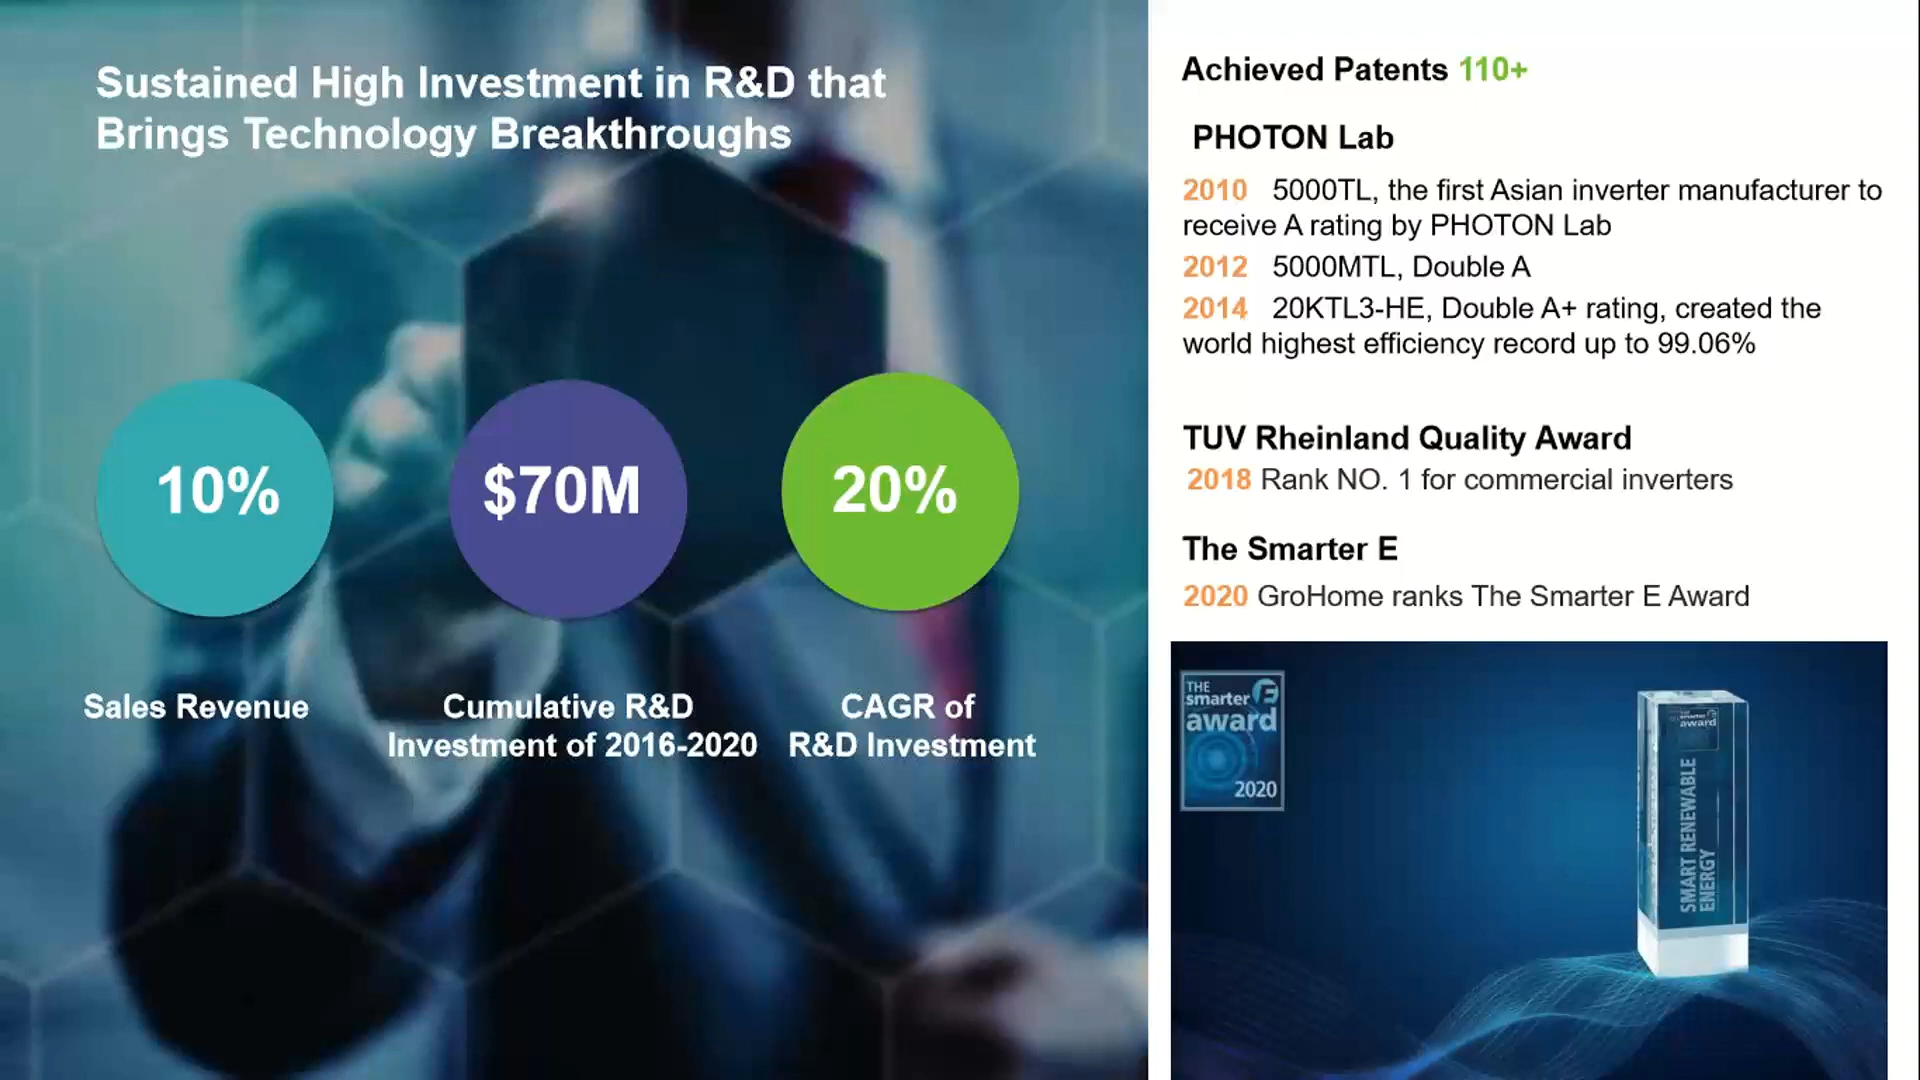 Sustained High Investment in R&D that
Brings Technology Breakthroughs
10%
$70M
20%
Sales Revenue
Cumulative R&D
Investment of 2016-2020
CAGR of
R&D Investment
Achieved Patents 110+
PHOTON Lab
2010 5000TL, the first Asian inverter manufacturer to
receive A rating by PHOTON Lab
2012 5000MTL, Double A
2014 20KTL3-HE, Double A+ rating, created the
world highest efficiency record up to 99.06%
TUV Rheinland Quality Award
2018 Rank NO. 1 for commercial inverters
The Smarter E
2020 GroHome ranks The Smarter E Award
THE
smarter E
award
2020
THE
smarter E
award
SMART RENEWABLE
ENERGY